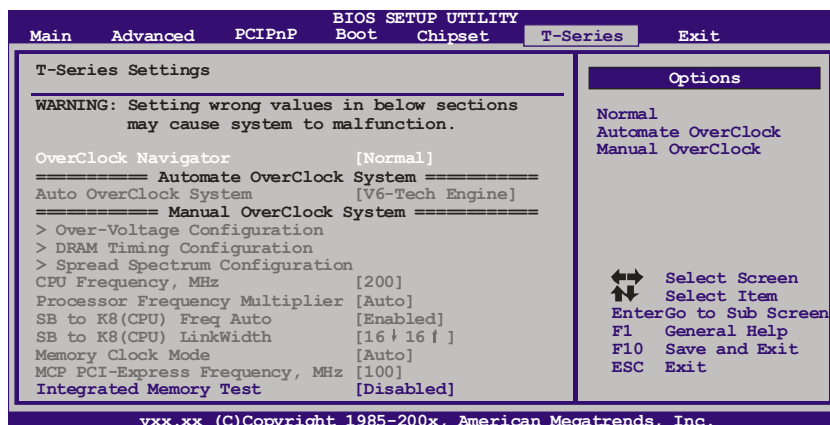 BIOS SETUP UTILITY
Main Advanced PCIPnP Boot Chipset T-Series Exit
T-Series Settings
WARNING: Setting wrong values in below sections
may cause system to malfunction.
OverClock Navigator [Normal]
=========== Automate OverClock System ===========
Auto OverClock System [V6-Tech Engine]
============ Manual OverClock System ============
> Over-Voltage Configuration
> DRAM Timing Configuration
> Spread Spectrum Configuration
CPU Frequency, MHz [200]
Processor Frequency Multiplier [Auto]
SB to K8(CPU) Freq Auto [Enabled]
SB to K8(CPU) LinkWidth [16↓16↑]
Memory Clock Mode [Auto]
MCP PCI-Express Frequency, MHz [100]
Integrated Memory Test [Disabled]
Options
Normal
Automate OverClock
Manual OverClock
Select Screen
Select Item
EnterGo to Sub Screen
F1 General Help
F10 Save and Exit
ESC Exit
vxx.xx (C)Copyright 1985-200x, American Megatrends, Inc.